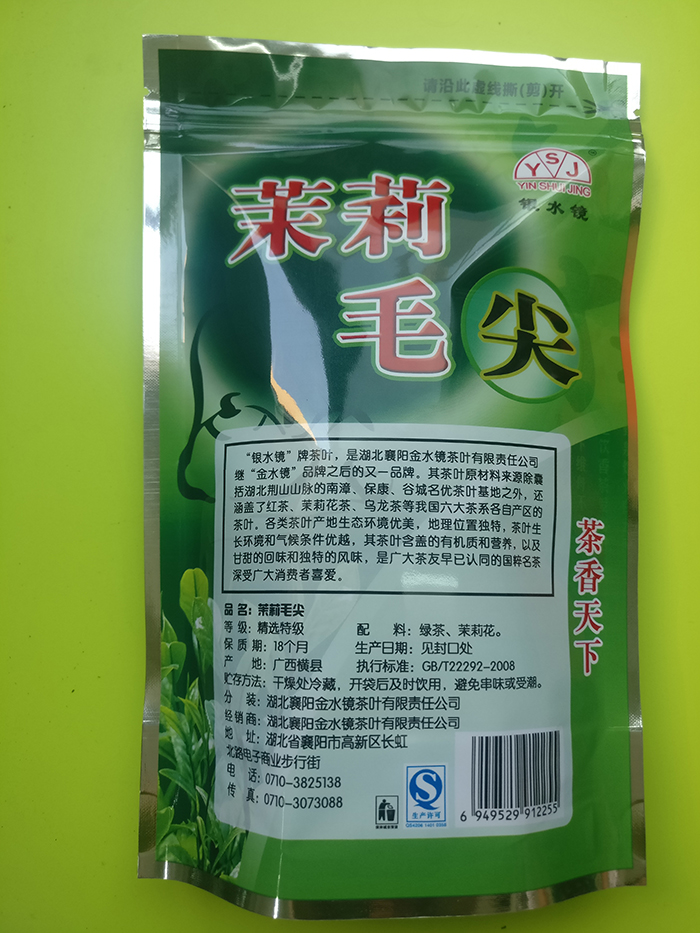 请沿此虚线撕(剪)开
YSJ
YIN SHUI JING
银水镜
茉莉
毛尖
“银水镜”牌茶叶，是湖北襄阳金水镜茶叶有限责任公司
继“金水镜”品牌之后的又一品牌。其茶叶原材料来源除囊
括湖北荆山山脉的南漳、保康、谷城名优茶叶基地之外，还
涵盖了红茶、茉莉花茶、乌龙茶等我国六大茶系各自产区的
茶叶。各类茶叶产地生态环境优美，地理位置独特，茶叶生
长环境和气候条件优越，其茶叶含盖的有机质和营养，以及
甘甜的回味和独特的风味，是广大茶友早已认同的国粹名茶
深受广大消费者喜爱。
茶香天下
品名：茉莉毛尖
等级：精选特级 配料：绿茶、茉莉花。
保质期：18个月 生产日期：见封口处
产地：广西横县 执行标准：GB/T22292-2008
贮存方法：干燥处冷藏，开袋后及时饮用，避免串味或受潮。
分装：湖北襄阳金水镜茶叶有限责任公司
经销商：湖北襄阳金水镜茶叶有限责任公司
地址：湖北省襄阳市高新区长虹
北路电子商业步行街
电话：0710-3825138
传真：0710-3073088
QS
生产许可
6 949529 912255